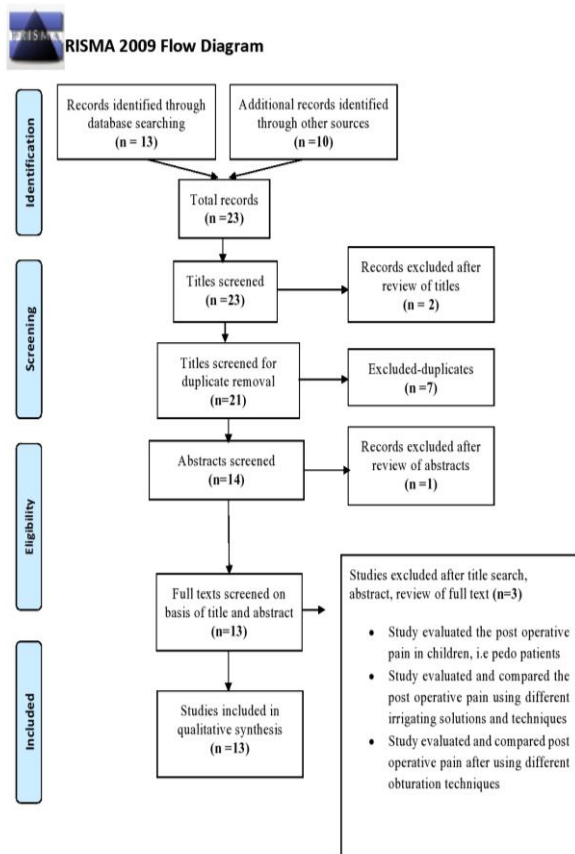 PRISMA
RISMA 2009 Flow Diagram
Identification
Records identified through
database searching
(n = 13)
Additional records identified
through other sources
(n =10)
Total records
(n =23)
Screening
Titles screened
(n =23)
Records excluded after
review of titles
(n = 2)
Titles screened for
duplicate removal
(n=21)
Excluded-duplicates
(n =7)
Eligibility
Abstracts screened
(n=14)
Records excluded after
review of abstracts
(n =1)
Full texts screened on
basis of title and abstract
(n=13)
Studies excluded after title search,
abstract, review of full text (n=3)
• Study evaluated the post operative
pain in children, i.e pedo patients
• Study evaluated and compared the
post operative pain using different
irrigating solutions and techniques
• Study evaluated and compared post
operative pain after using different
obturation techniques
Included
Studies included in
qualitative synthesis
(n =13)